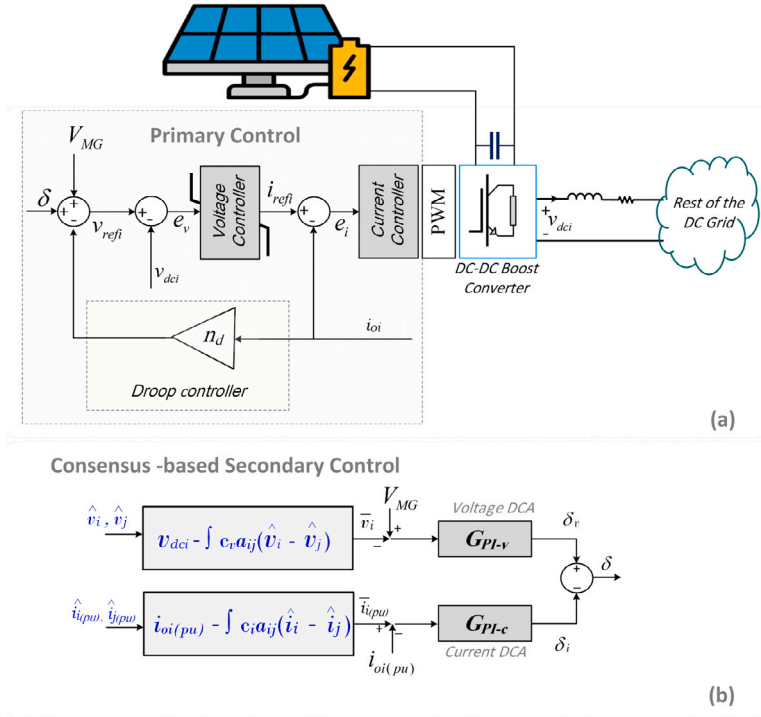 Primary Control
V_MG
δ
+
+
-
v_refi
+
-
e_v
v_dci
Voltage
Controller
i_refi
+
-
e_i
Current
Controller
PWM
DC-DC Boost
Converter
+
v_dci
-
Rest of the
DC Grid
n_d
i_oi
Droop controller
(a)
Consensus -based Secondary Control
v̂_i , v̂_j
v_dci - ∫ c_v a_ij(v̂_i - v̂_j)
v̅_i
V_MG
+
-
Voltage DCA
G_PI-v
δ_v
î_i(pu), î_j(pu)
i_oi(pu) - ∫ c_i a_ij(î_i - î_j)
i̅_i(pu)
+
-
i_oi(pu)
G_PI-c
Current DCA
δ_i
+
-
δ
(b)